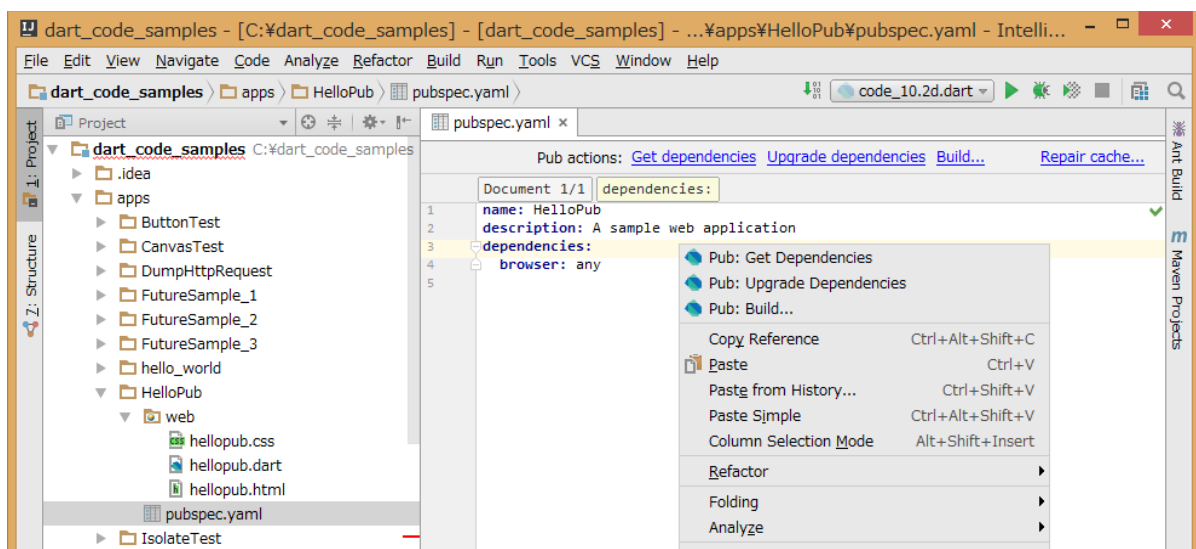 dart_code_samples - [C:¥dart_code_samples] - [dart_code_samples] - ...¥apps¥HelloPub¥pubspec.yaml - Intelli...
File Edit View Navigate Code Analyze Refactor Build Run Tools VCS Window Help
dart_code_samples apps HelloPub pubspec.yaml code_10.2d.dart
1: Project
7: Structure
Project
dart_code_samples C:¥dart_code_samples
.idea
apps
ButtonTest
CanvasTest
DumpHttpRequest
FutureSample_1
FutureSample_2
FutureSample_3
hello_world
HelloPub
web
hellopub.css
hellopub.dart
hellopub.html
pubspec.yaml
IsolateTest
pubspec.yaml ×
Pub actions: Get dependencies Upgrade dependencies Build... Repair cache...
Document 1/1 dependencies:
1 name: HelloPub
2 description: A sample web application
3 dependencies:
4 browser: any
5
Pub: Get Dependencies
Pub: Upgrade Dependencies
Pub: Build...
Copy Reference Ctrl+Alt+Shift+C
Paste Ctrl+V
Paste from History... Ctrl+Shift+V
Paste Simple Ctrl+Alt+Shift+V
Column Selection Mode Alt+Shift+Insert
Refactor
Folding
Analyze
Ant Build
m Maven Projects